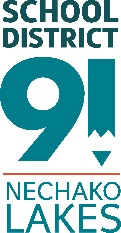 SCHOOL
DISTRICT
91
NECHAKO
LAKES